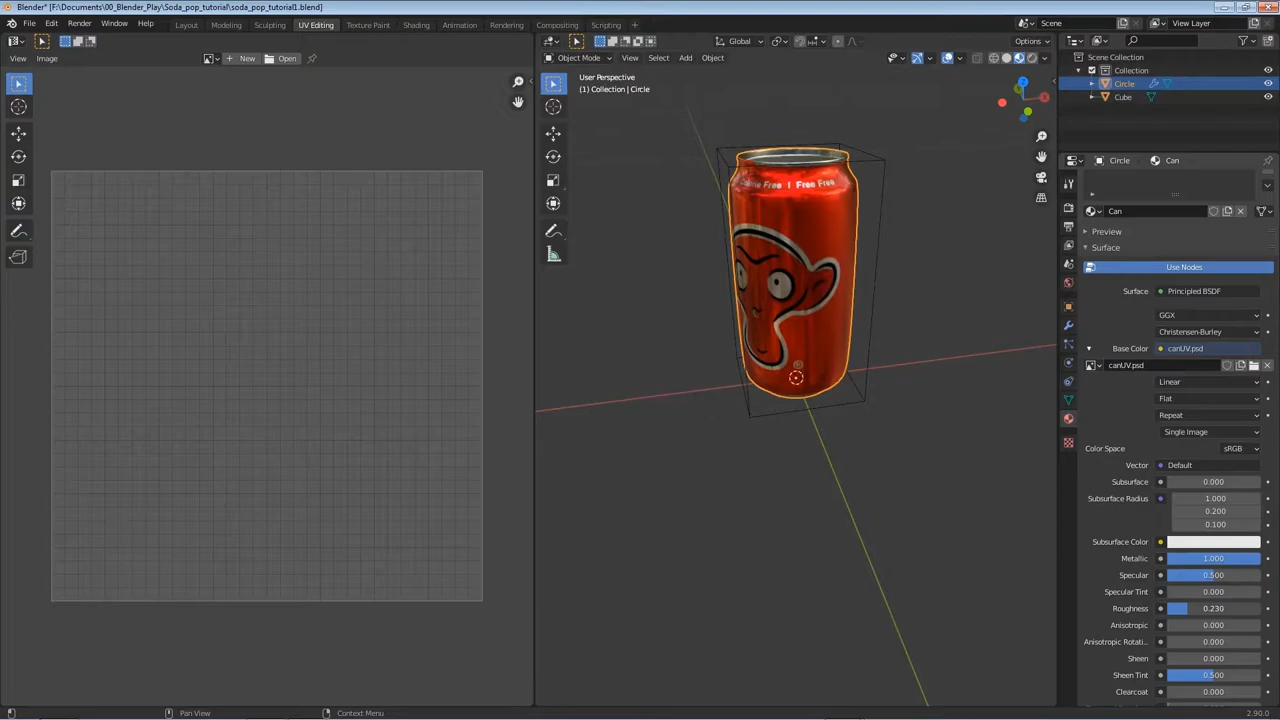 Blender* [F:\Documents\00_Blender_Play\Soda_pop_tutorial\soda_pop_tutorial1.blend]
File Edit Render Window Help Layout Modeling Sculpting UV Editing Texture Paint Shading Animation Rendering Compositing Scripting Scene View Layer
Global Options
View Image New Open Object Mode View Select Add Object
Scene Collection
Collection
Circle
Cube
User Perspective
(1) Collection | Circle
Circle Can
Can
Preview
Surface
Use Nodes
Surface Principled BSDF
GGX
Christensen-Burley
Base Color canUV.psd
canUV.psd
Linear
Flat
Repeat
Single Image
Color Space sRGB
Vector Default
Subsurface 0.000
Subsurface Radius 1.000
0.200
0.100
Subsurface Color
Metallic 1.000
Specular 0.500
Specular Tint 0.000
Roughness 0.230
Anisotropic 0.000
Anisotropic Rotati... 0.000
Sheen 0.000
Sheen Tint 0.500
Clearcoat 0.000
Free | Free Free
Pan View Context Menu 2.90.0